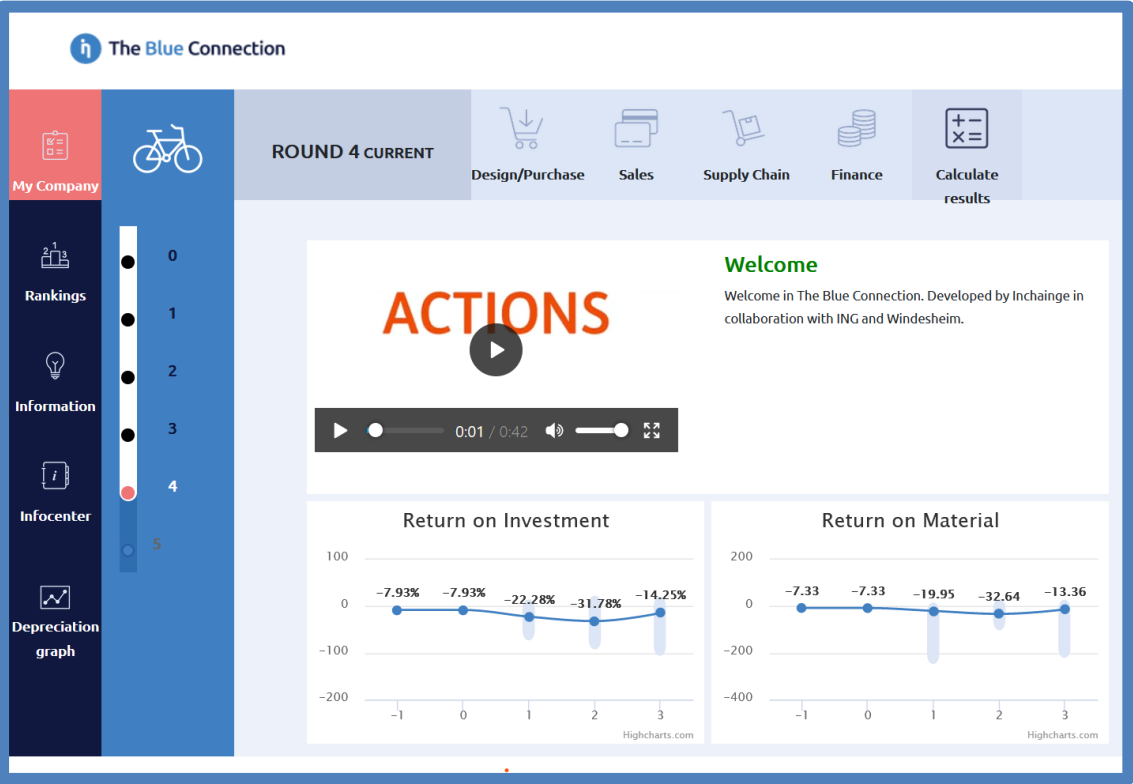 The Blue Connection
My Company
Rankings
2 1 3
Information
Infocenter
Depreciation
graph
0
1
2
3
4
5
ROUND 4 CURRENT
Design/Purchase
Sales
Supply Chain
Finance
Calculate
results
ACTIONS
0:01 / 0:42
Welcome
Welcome in The Blue Connection. Developed by Inchainge in
collaboration with ING and Windesheim.
Return on Investment
100
0
-100
-200
-7.93% -7.93% -22.28% -31.78% -14.25%
-1 0 1 2 3
Highcharts.com
Return on Material
200
0
-200
-400
-7.33 -7.33 -19.95 -32.64 -13.36
-1 0 1 2 3
Highcharts.com